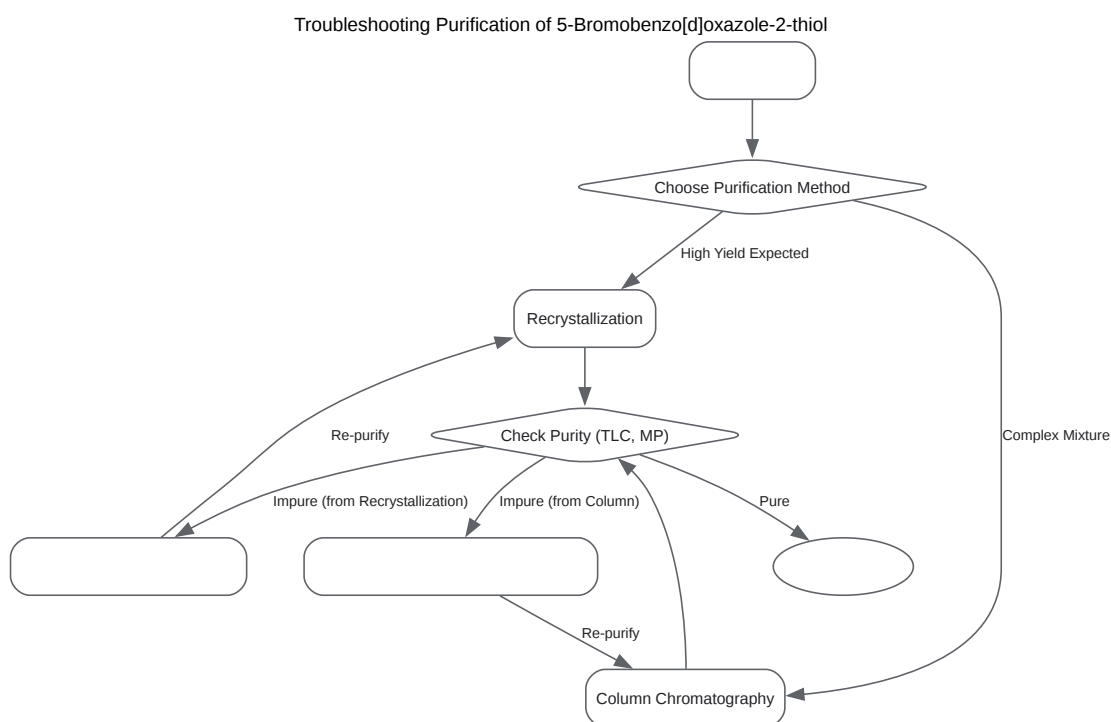 Troubleshooting Purification of 5-Bromobenzo[d]oxazole-2-thiol
Choose Purification Method
High Yield Expected
Recrystallization
Re-purify
Check Purity (TLC, MP)
Complex Mixture
Impure (from Recrystallization)
Impure (from Column)
Pure
Re-purify
Column Chromatography